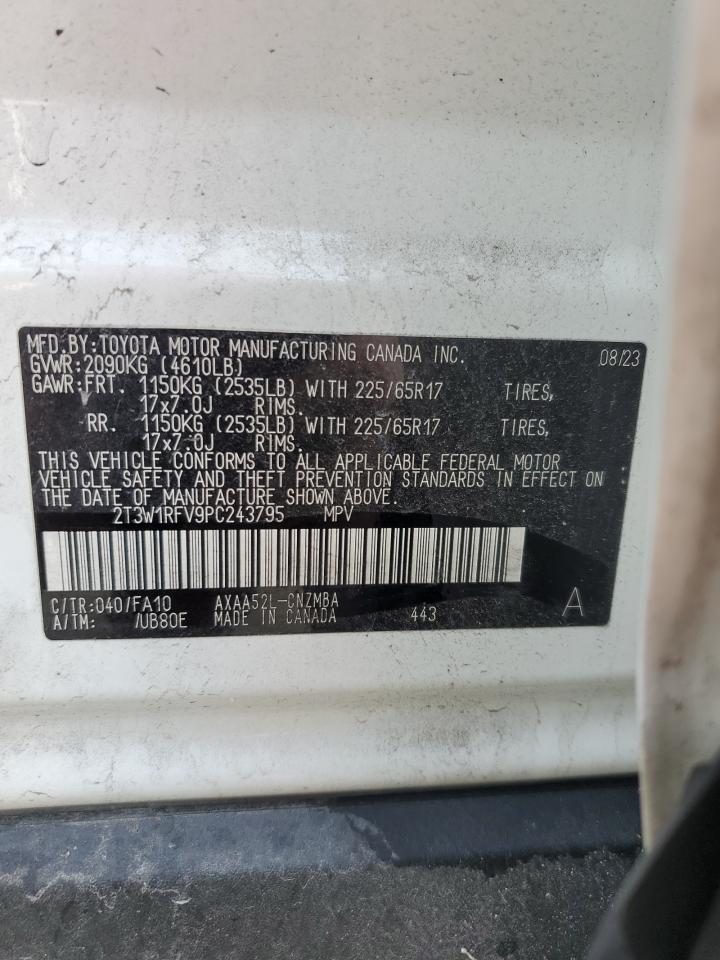 MFD.BY:TOYOTA MOTOR MANUFACTURING CANADA INC. 08/23
GVWR:2090KG (4610LB)
GAWR:FRT. 1150KG (2535LB) WITH 225/65R17 TIRES,
17x7.0J RIMS.
RR. 1150KG (2535LB) WITH 225/65R17 TIRES,
17x7.0J RIMS.
THIS VEHICLE CONFORMS TO ALL APPLICABLE FEDERAL MOTOR
VEHICLE SAFETY AND THEFT PREVENTION STANDARDS IN EFFECT ON
THE DATE OF MANUFACTURE SHOWN ABOVE.
2T3W1RFV9PC243795 MPV
C/TR:040/FA10 AXAA52L-CNZMBA A
A/TM: /UB80E MADE IN CANADA 443